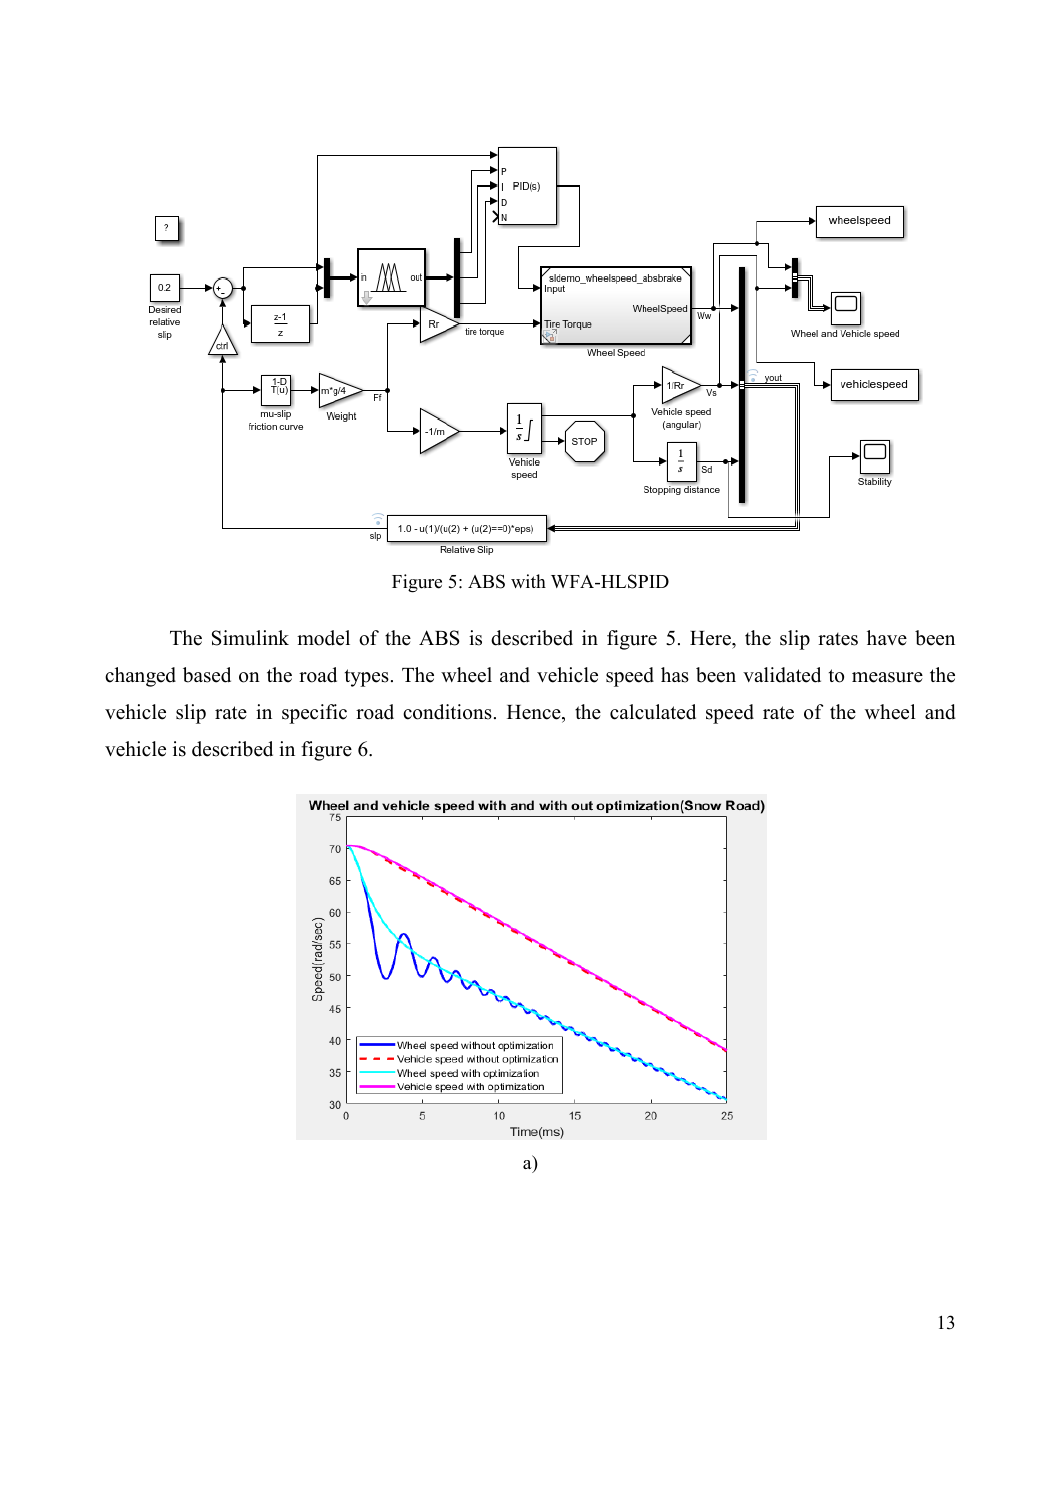 P
I
D
N
PID(s)
?
wheelspeed
in
out
sldemo_wheelspeed_absbrake
Input
WheelSpeed
Tire Torque
Wheel Speed
Ww
Wheel and Vehicle speed
0.2
Desired
relative
slip
+
-
z-1
z
ctrl
Rr
tire torque
1-D
T(u)
mu-slip
friction curve
m*g/4
Weight
Ff
-1/m
1
s
Vehicle
speed
STOP
1/Rr
Vs
Vehicle speed
(angular)
yout
vehiclespeed
1
s
Sd
Stopping distance
Stability
slp
1.0 - u(1)/(u(2) + (u(2)==0)*eps)
Relative Slip
Figure 5: ABS with WFA-HLSPID
The Simulink model of the ABS is described in figure 5. Here, the slip rates have been
changed based on the road types. The wheel and vehicle speed has been validated to measure the
vehicle slip rate in specific road conditions. Hence, the calculated speed rate of the wheel and
vehicle is described in figure 6.
Wheel and vehicle speed with and with out optimization(Snow Road)
75
70
65
60
55
50
45
40
35
30
Speed(rad/sec)
Wheel speed without optimization
Vehicle speed without optimization
Wheel speed with optimization
Vehicle speed with optimization
0 5 10 15 20 25
Time(ms)
a)
13